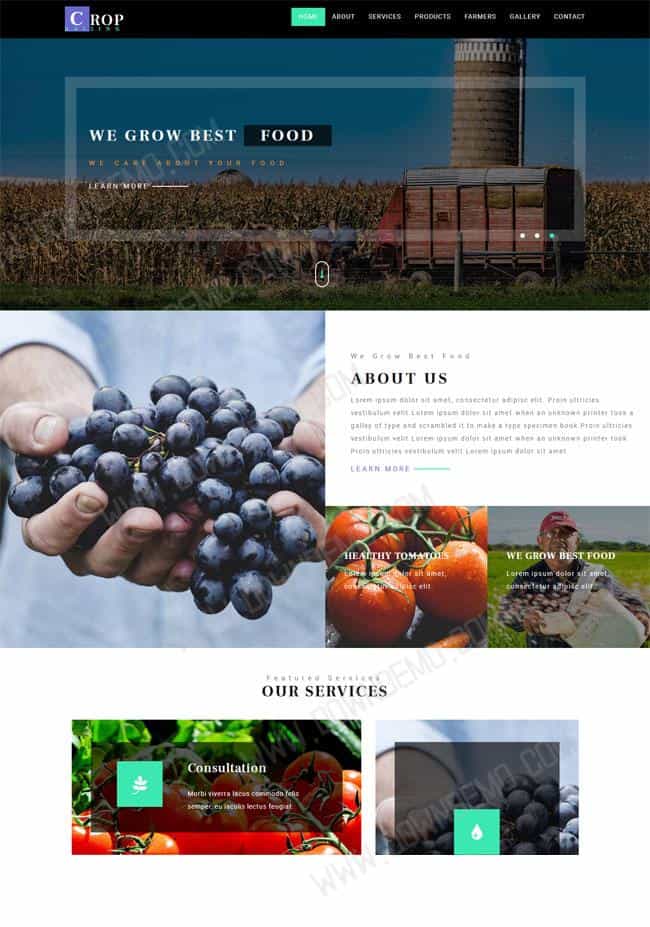 CROP
HOME ABOUT SERVICES PRODUCTS FARMERS GALLERY CONTACT
WE GROW BEST FOOD
WE CARE ABOUT YOUR FOOD
LEARN MORE
We Grow Best Food
ABOUT US
Lorem ipsum dolor sit amet, consectetur adipisc elit. Proin ultricies
vestibulum velit.Lorem ipsum dolor sit amet when an unknown printer took a
galley of type and scrambled it to make a type specimen book.Proin ultricies
vestibulum velit.Lorem ipsum dolor sit amet when an unknown printer took
Proin ultricies vestibulum velit.Lorem ipsum dolor sit amet
LEARN MORE
HEALTHY TOMATOES
Lorem ipsum dolor sit amet,
consectetur adipisc elit
WE GROW BEST FOOD
Lorem ipsum dolor sit amet,
consectetur adipisc elit
Featured Services
OUR SERVICES
Consultation
Morbi viverra lacus commodo felis
semper, eu iaculis lectus feugiat
WWW.DOWNDEMO.COM
WWW.DOWNDEMO.COM
WWW.DOWNDEMO.COM